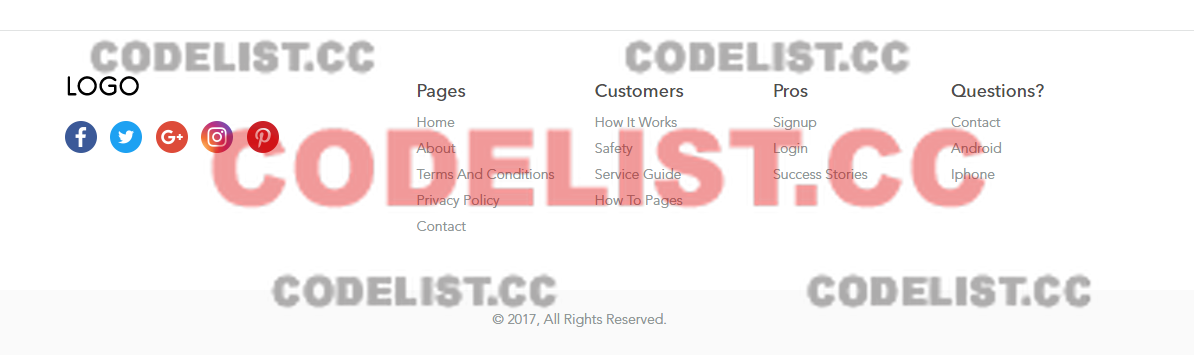 CODELIST.CC CODELIST.CC
LOGO
Pages
Home
About
Terms And Conditions
Privacy Policy
Contact
Customers
How It Works
Safety
Service Guide
How To Pages
Pros
Signup
Login
Success Stories
Questions?
Contact
Android
Iphone
CODELIST.CC
CODELIST.CC CODELIST.CC
© 2017, All Rights Reserved.